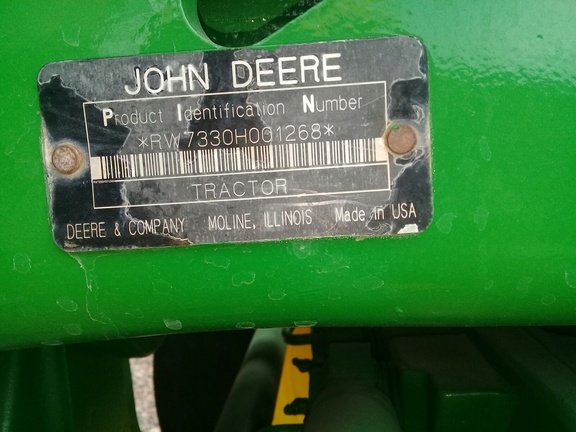 JOHN DEERE
Product Identification Number
*RW7330H001268*
TRACTOR
DEERE & COMPANY MOLINE, ILLINOIS Made in USA